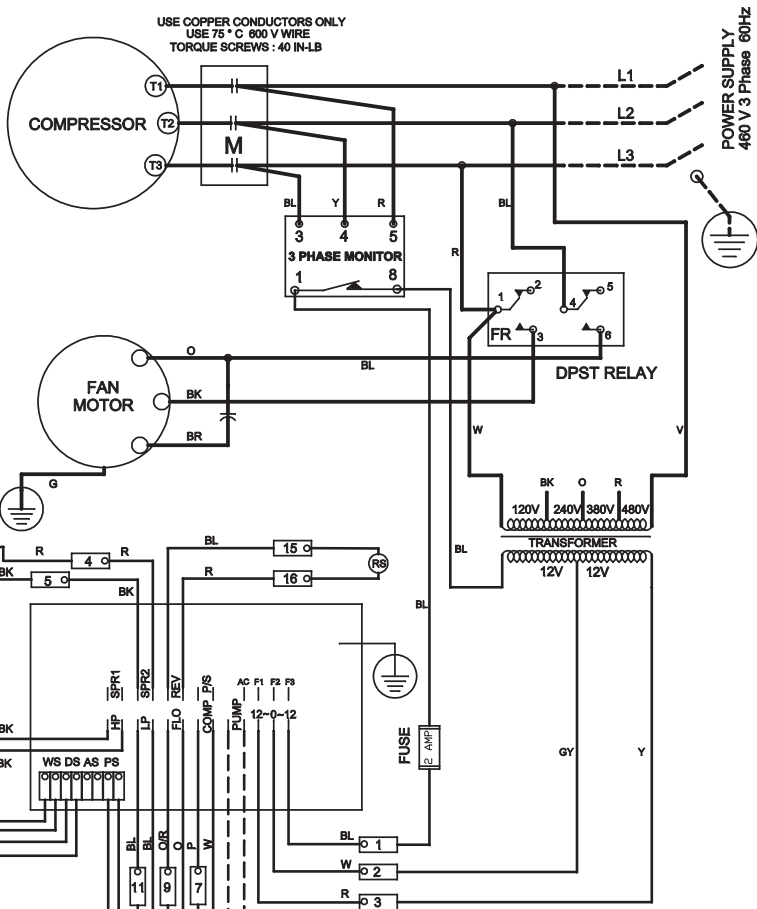 USE COPPER CONDUCTORS ONLY
USE 75 ° C 600 V WIRE
TORQUE SCREWS : 40 IN-LB
POWER SUPPLY
460 V 3 Phase 60Hz
COMPRESSOR
T1
T2
T3
M
L1
L2
L3
BL
Y
R
BL
R
3
4
5
3 PHASE MONITOR
1
8
1
2
4
5
FR
3
6
DPST RELAY
O
BL
FAN
MOTOR
BK
BR
G
W
V
BK
O
R
120V
240V
380V
480V
TRANSFORMER
12V
12V
BL
R
4
R
BK
5
BK
BL
15
R
16
RS
BL
SPR1
SPR2
REV
P/S
HP
LP
FLO
COMP
PUMP
AC
F1
F2
F3
12~0~12
FUSE
2 AMP
GY
Y
BK
BK
WS DS AS PS
BL
BL
O/R
O
P
W
11
9
7
BL
1
W
2
R
3